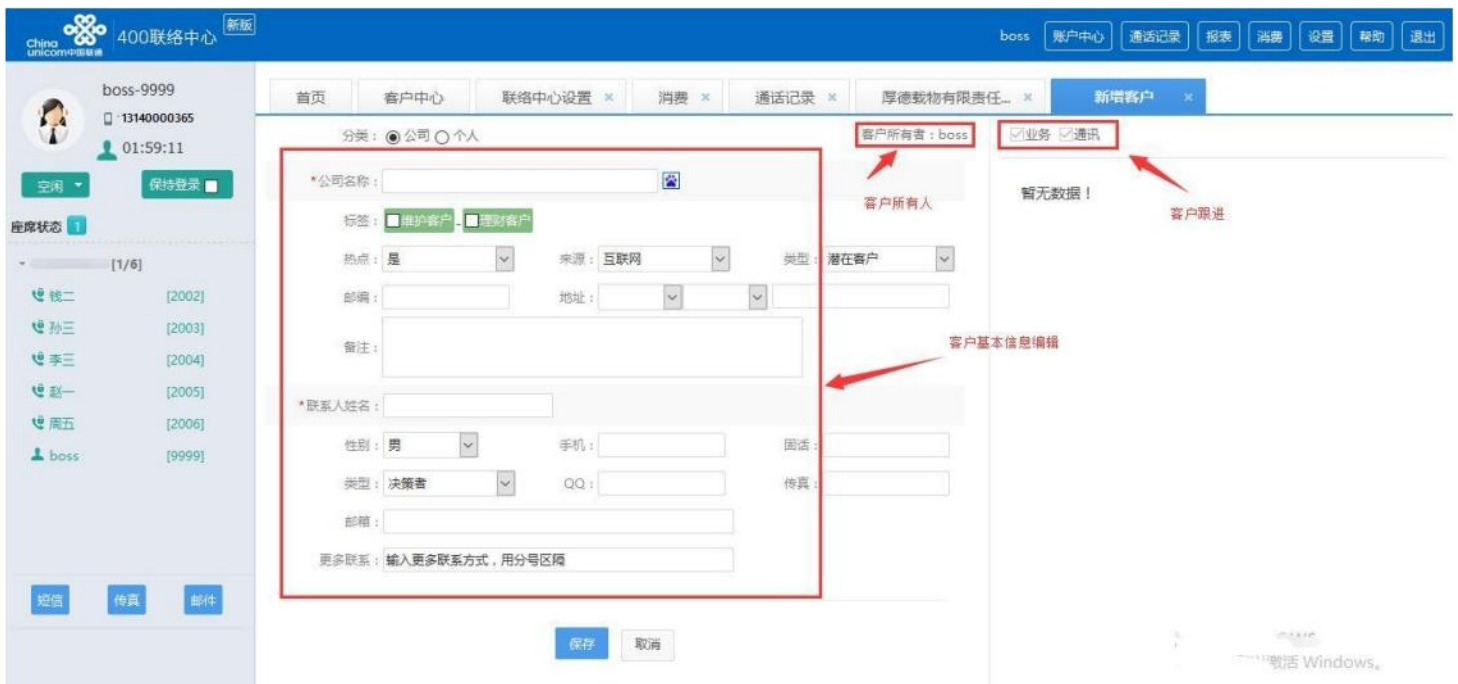 China unicom中国联通 400联络中心 新版 boss 账户中心 通话记录 报表 消费 设置 帮助 退出
boss-9999
13140000365
01:59:11
空闲 保持登录
座席状态 1
[1/6]
钱二 [2002]
孙三 [2003]
李三 [2004]
赵一 [2005]
周五 [2006]
boss [9999]
短信 传真 邮件
首页 客户中心 联络中心设置 × 消费 × 通话记录 × 厚德载物有限责任... × 新增客户 ×
分类: 公司 个人 客户所有者:boss 业务 通讯
*公司名称:
客户所有人
暂无数据!
客户跟进
标签: 维护客户 理财客户
热点: 是 来源: 互联网 类型: 潜在客户
邮编: 地址:
备注:
客户基本信息编辑
*联系人姓名:
性别: 男 手机: 固话:
类型: 决策者 QQ: 传真:
邮箱:
更多联系: 输入更多联系方式,用分号区隔
保存 取消
激活 Windows。